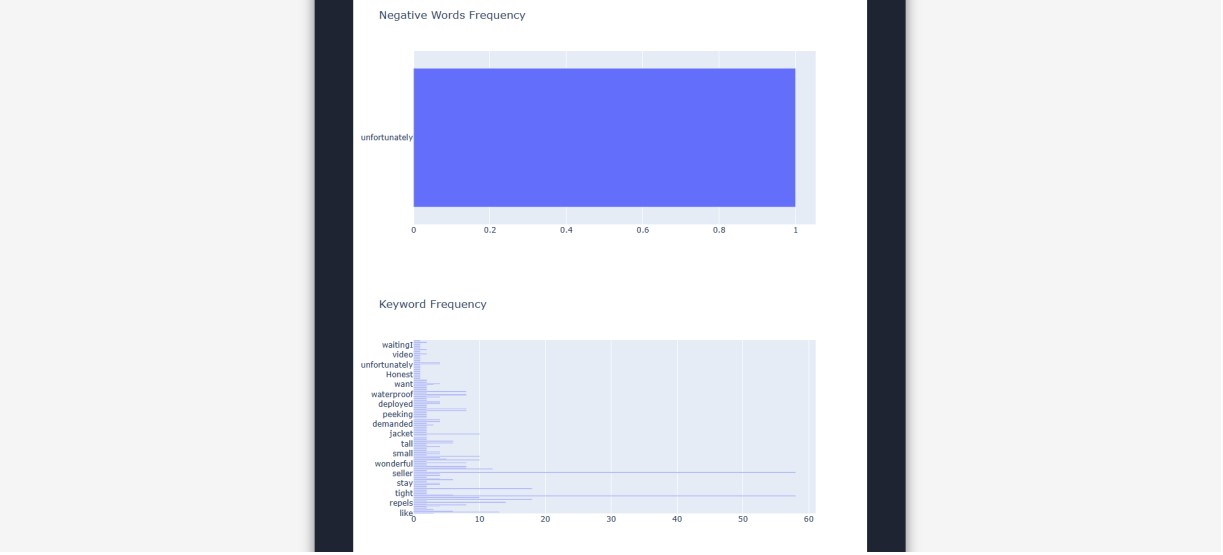 Negative Words Frequency
unfortunately
0 0.2 0.4 0.6 0.8 1
Keyword Frequency
waitingI
video
unfortunately
Honest
want
waterproof
deployed
peeking
demanded
jacket
tall
small
wonderful
seller
stay
tight
repels
like
0 10 20 30 40 50 60